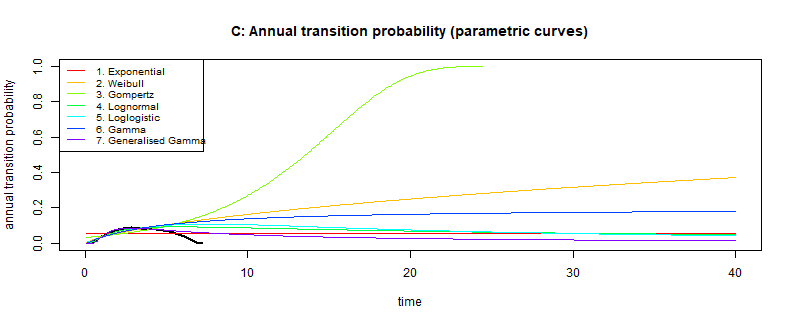 C: Annual transition probability (parametric curves)
annual transition probability
1.0
0.8
0.6
0.4
0.2
0.0
1. Exponential
2. Weibull
3. Gompertz
4. Lognormal
5. Loglogistic
6. Gamma
7. Generalised Gamma
0 10 20 30 40
time